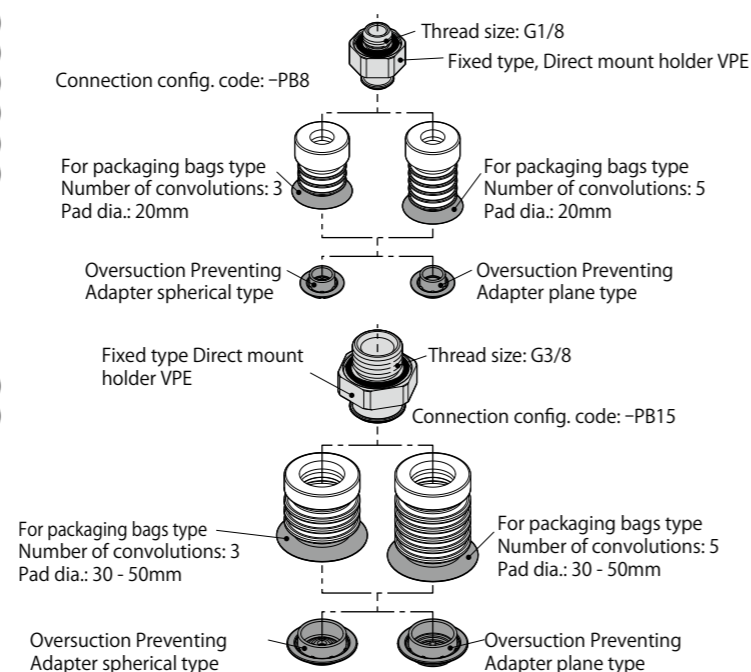 Thread size: G1/8
Fixed type, Direct mount holder VPE
Connection config. code: −PB8
For packaging bags type
Number of convolutions: 3
Pad dia.: 20mm
For packaging bags type
Number of convolutions: 5
Pad dia.: 20mm
Oversuction Preventing
Adapter spherical type
Oversuction Preventing
Adapter plane type
Fixed type Direct mount
holder VPE
Thread size: G3/8
Connection config. code: −PB15
For packaging bags type
Number of convolutions: 3
Pad dia.: 30 - 50mm
For packaging bags type
Number of convolutions: 5
Pad dia.: 30 - 50mm
Oversuction Preventing
Adapter spherical type
Oversuction Preventing
Adapter plane type